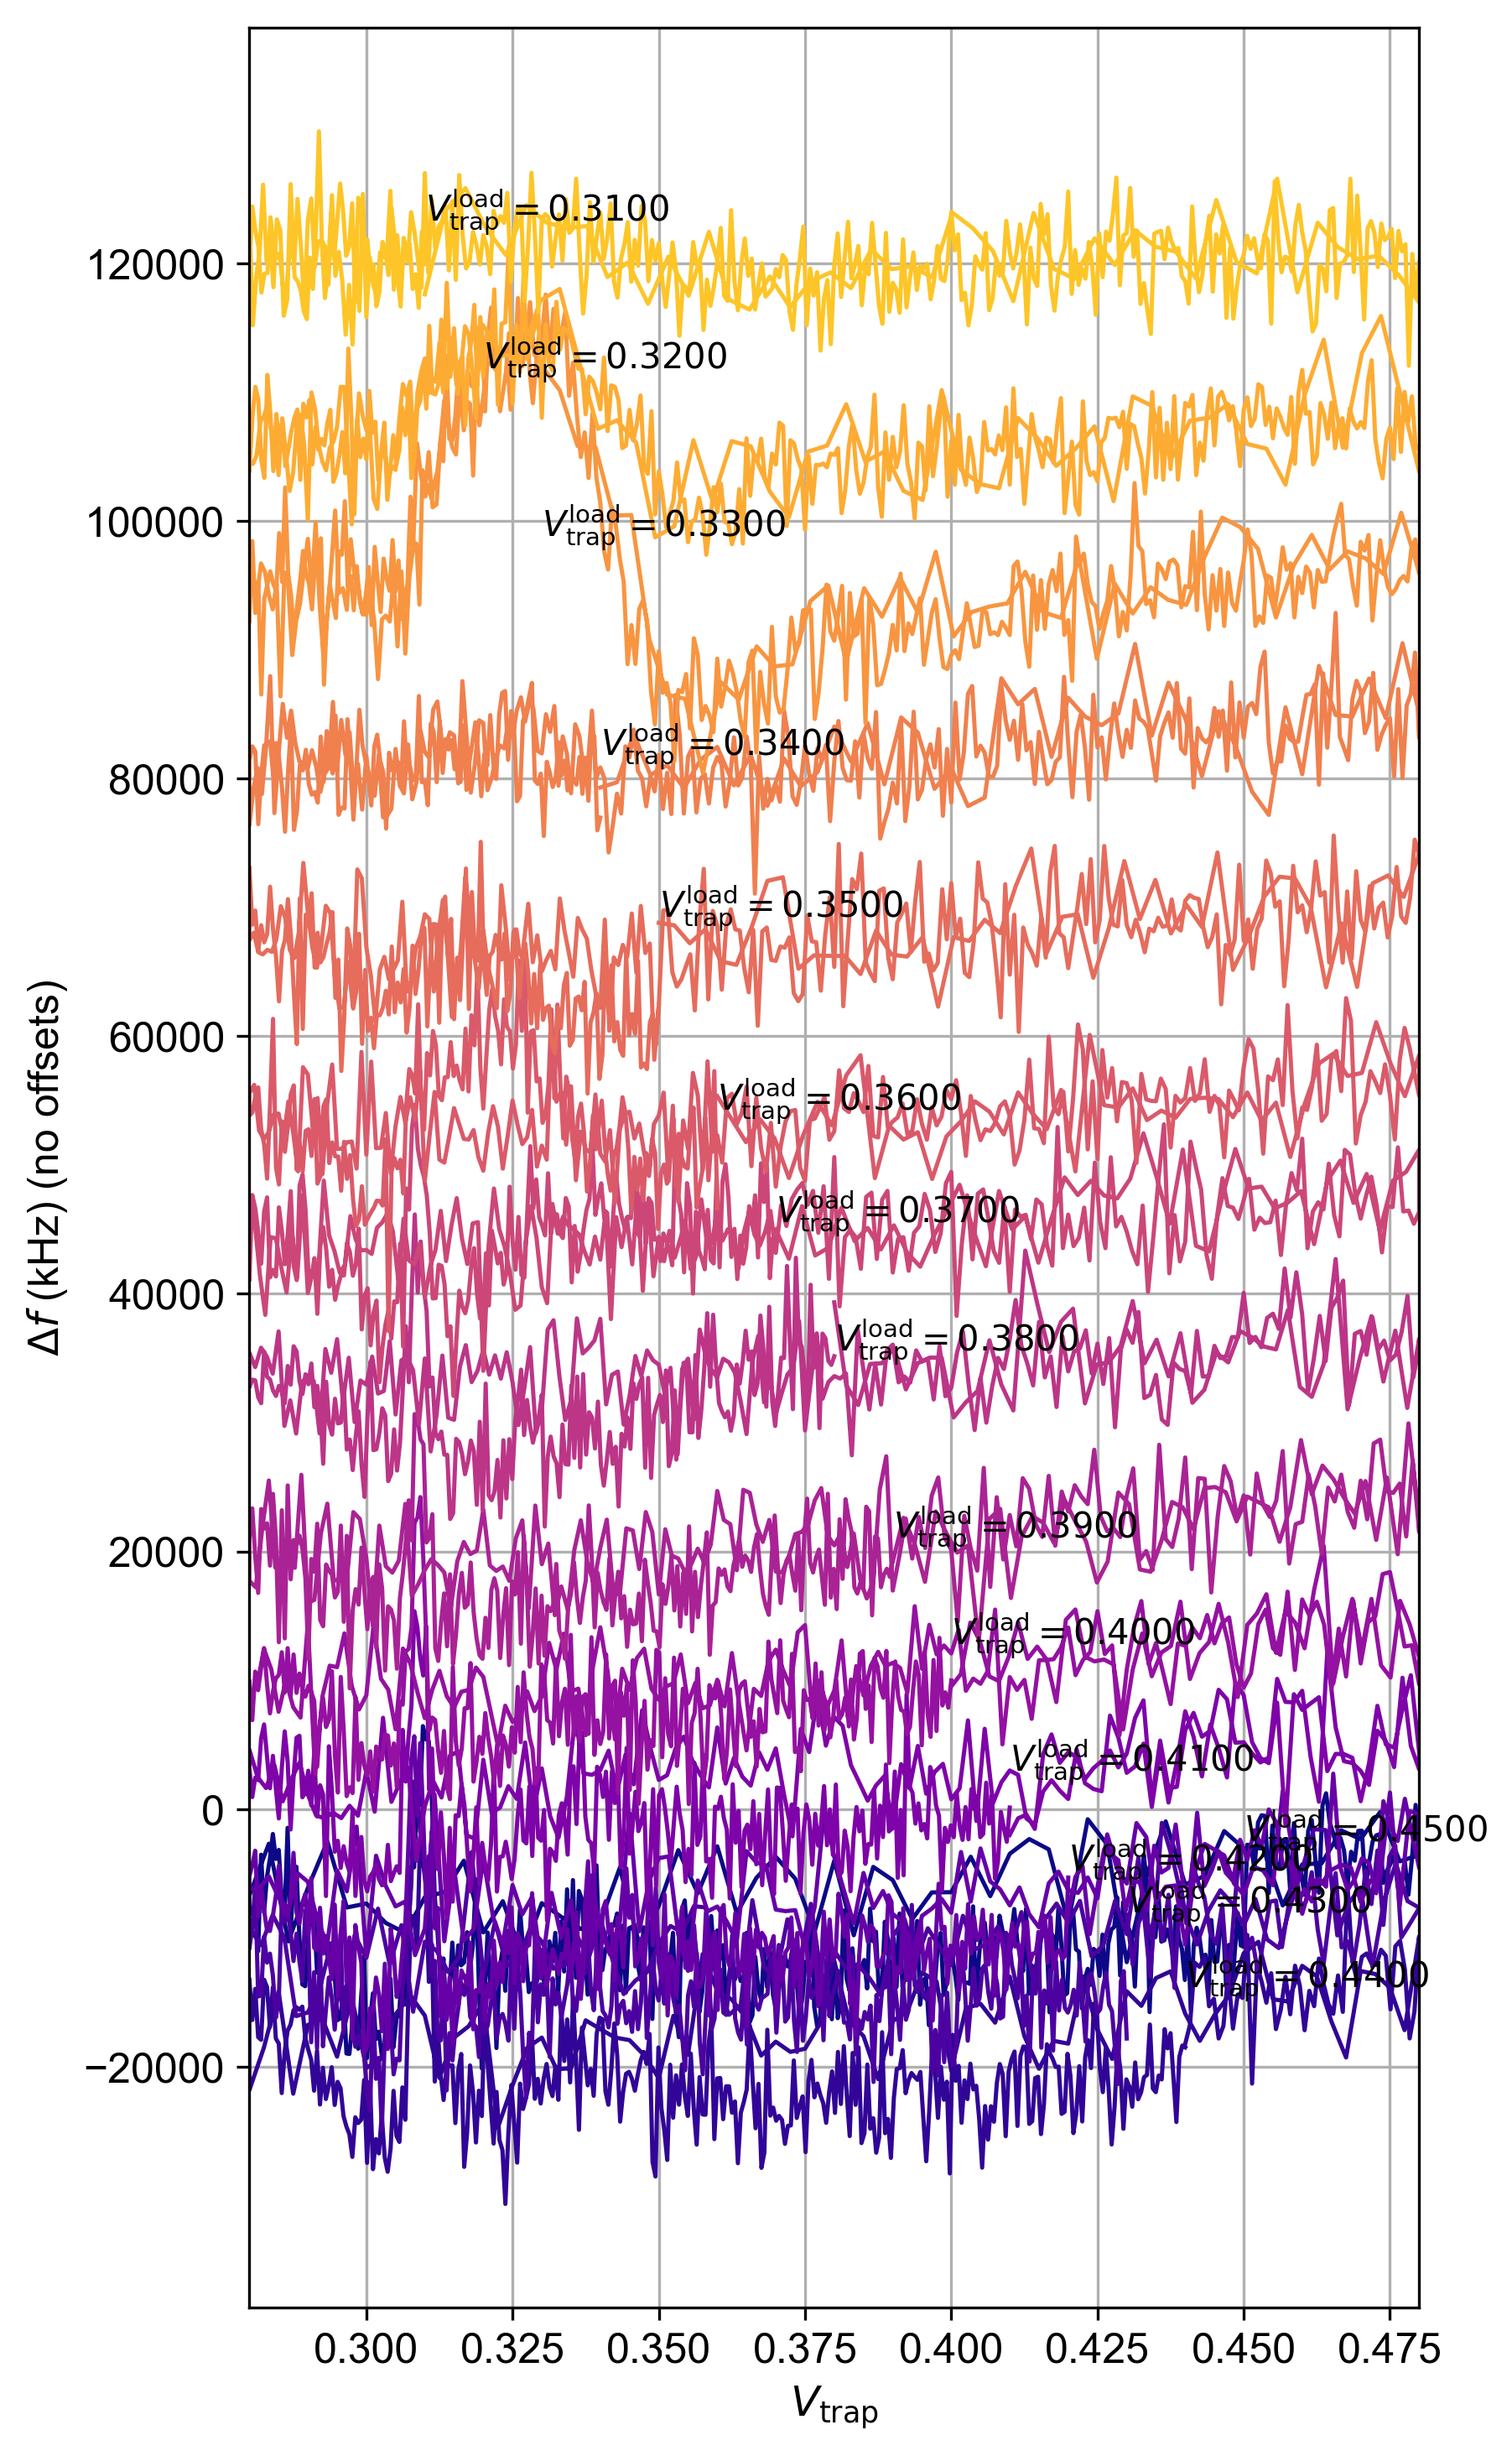 V_trap^load = 0.3100
120000
V_trap^load = 0.3200
100000
V_trap^load = 0.3300
80000
V_trap^load = 0.3400
V_trap^load = 0.3500
60000
V_trap^load = 0.3600
V_trap^load = 0.3700
40000
V_trap^load = 0.3800
20000
V_trap^load = 0.3900
V_trap^load = 0.4000
V_trap^load = 0.4100
0
V_trap^load = 0.4500
V_trap^load = 0.4200
V_trap^load = 0.4300
V_trap^load = 0.4400
−20000
Δf (kHz) (no offsets)
0.300 0.325 0.350 0.375 0.400 0.425 0.450 0.475
V_trap